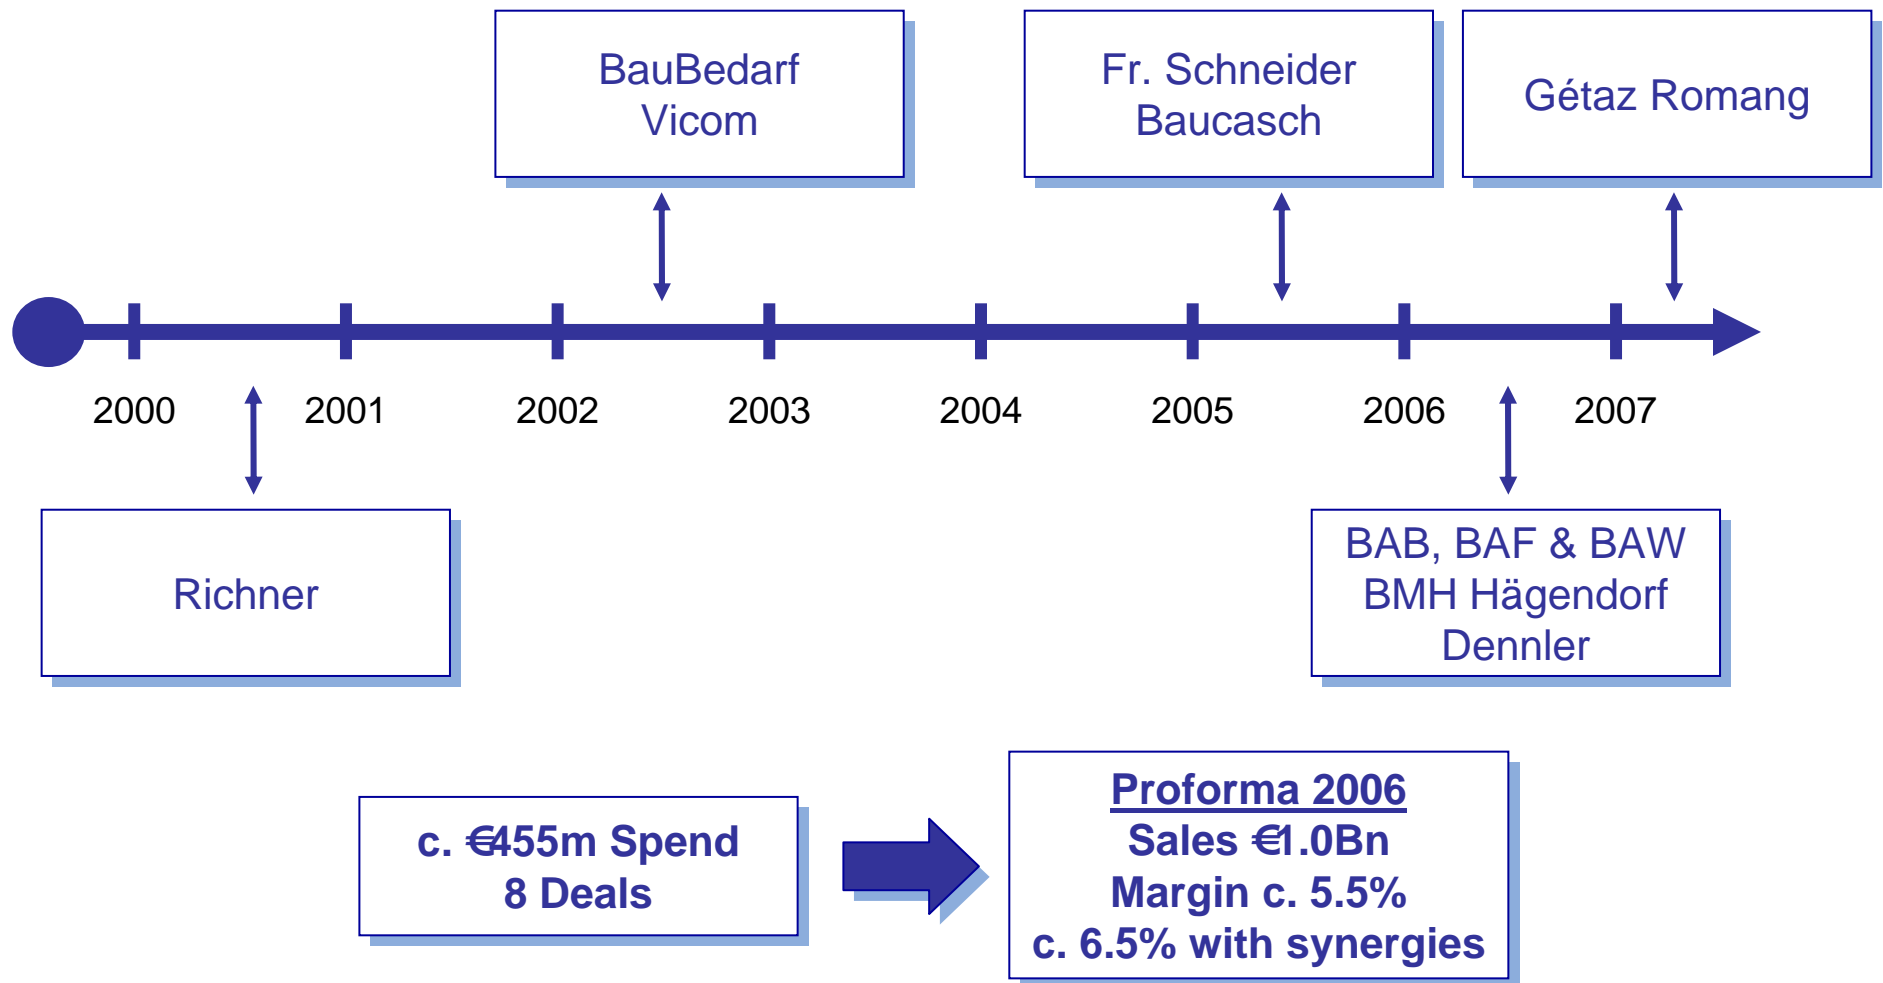 BauBedarf
Vicom
Fr. Schneider
Baucasch
Gétaz Romang
2000
2001
2002
2003
2004
2005
2006
2007
Richner
BAB, BAF & BAW
BMH Hägendorf
Dennler
c. €455m Spend
8 Deals
Proforma 2006
Sales €1.0Bn
Margin c. 5.5%
c. 6.5% with synergies